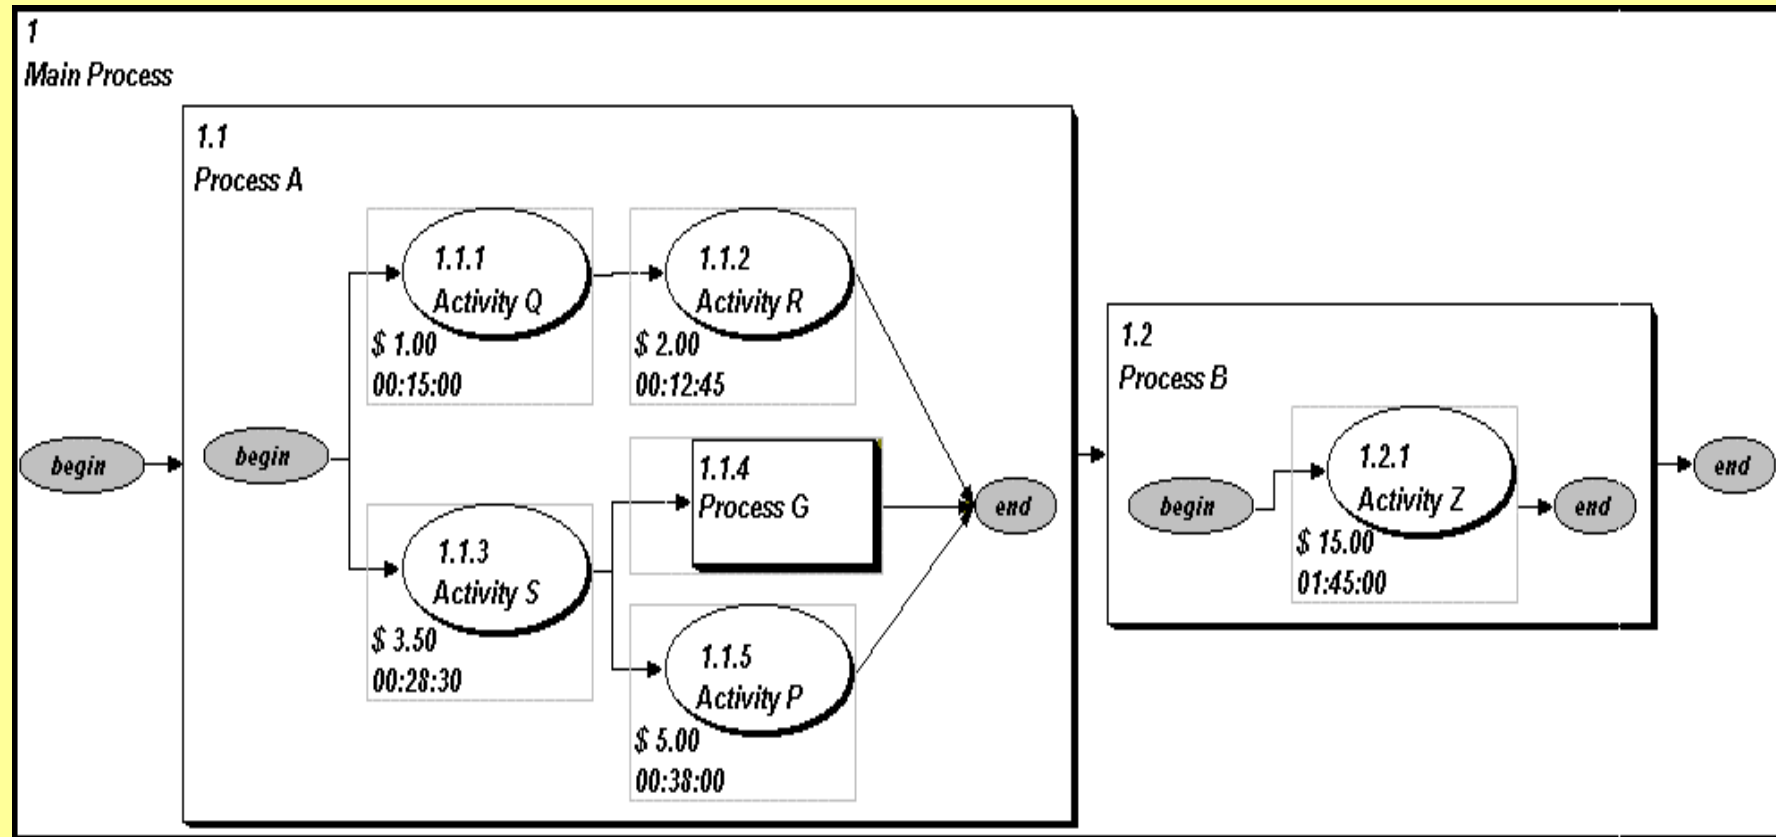 1
Main Process
1.1
Process A
1.1.1
Activity Q
$ 1.00
00:15:00
1.1.2
Activity R
$ 2.00
00:12:45
begin
begin
1.1.3
Activity S
$ 3.50
00:28:30
1.1.4
Process G
1.1.5
Activity P
$ 5.00
00:38:00
end
1.2
Process B
begin
1.2.1
Activity Z
$ 15.00
01:45:00
end
end